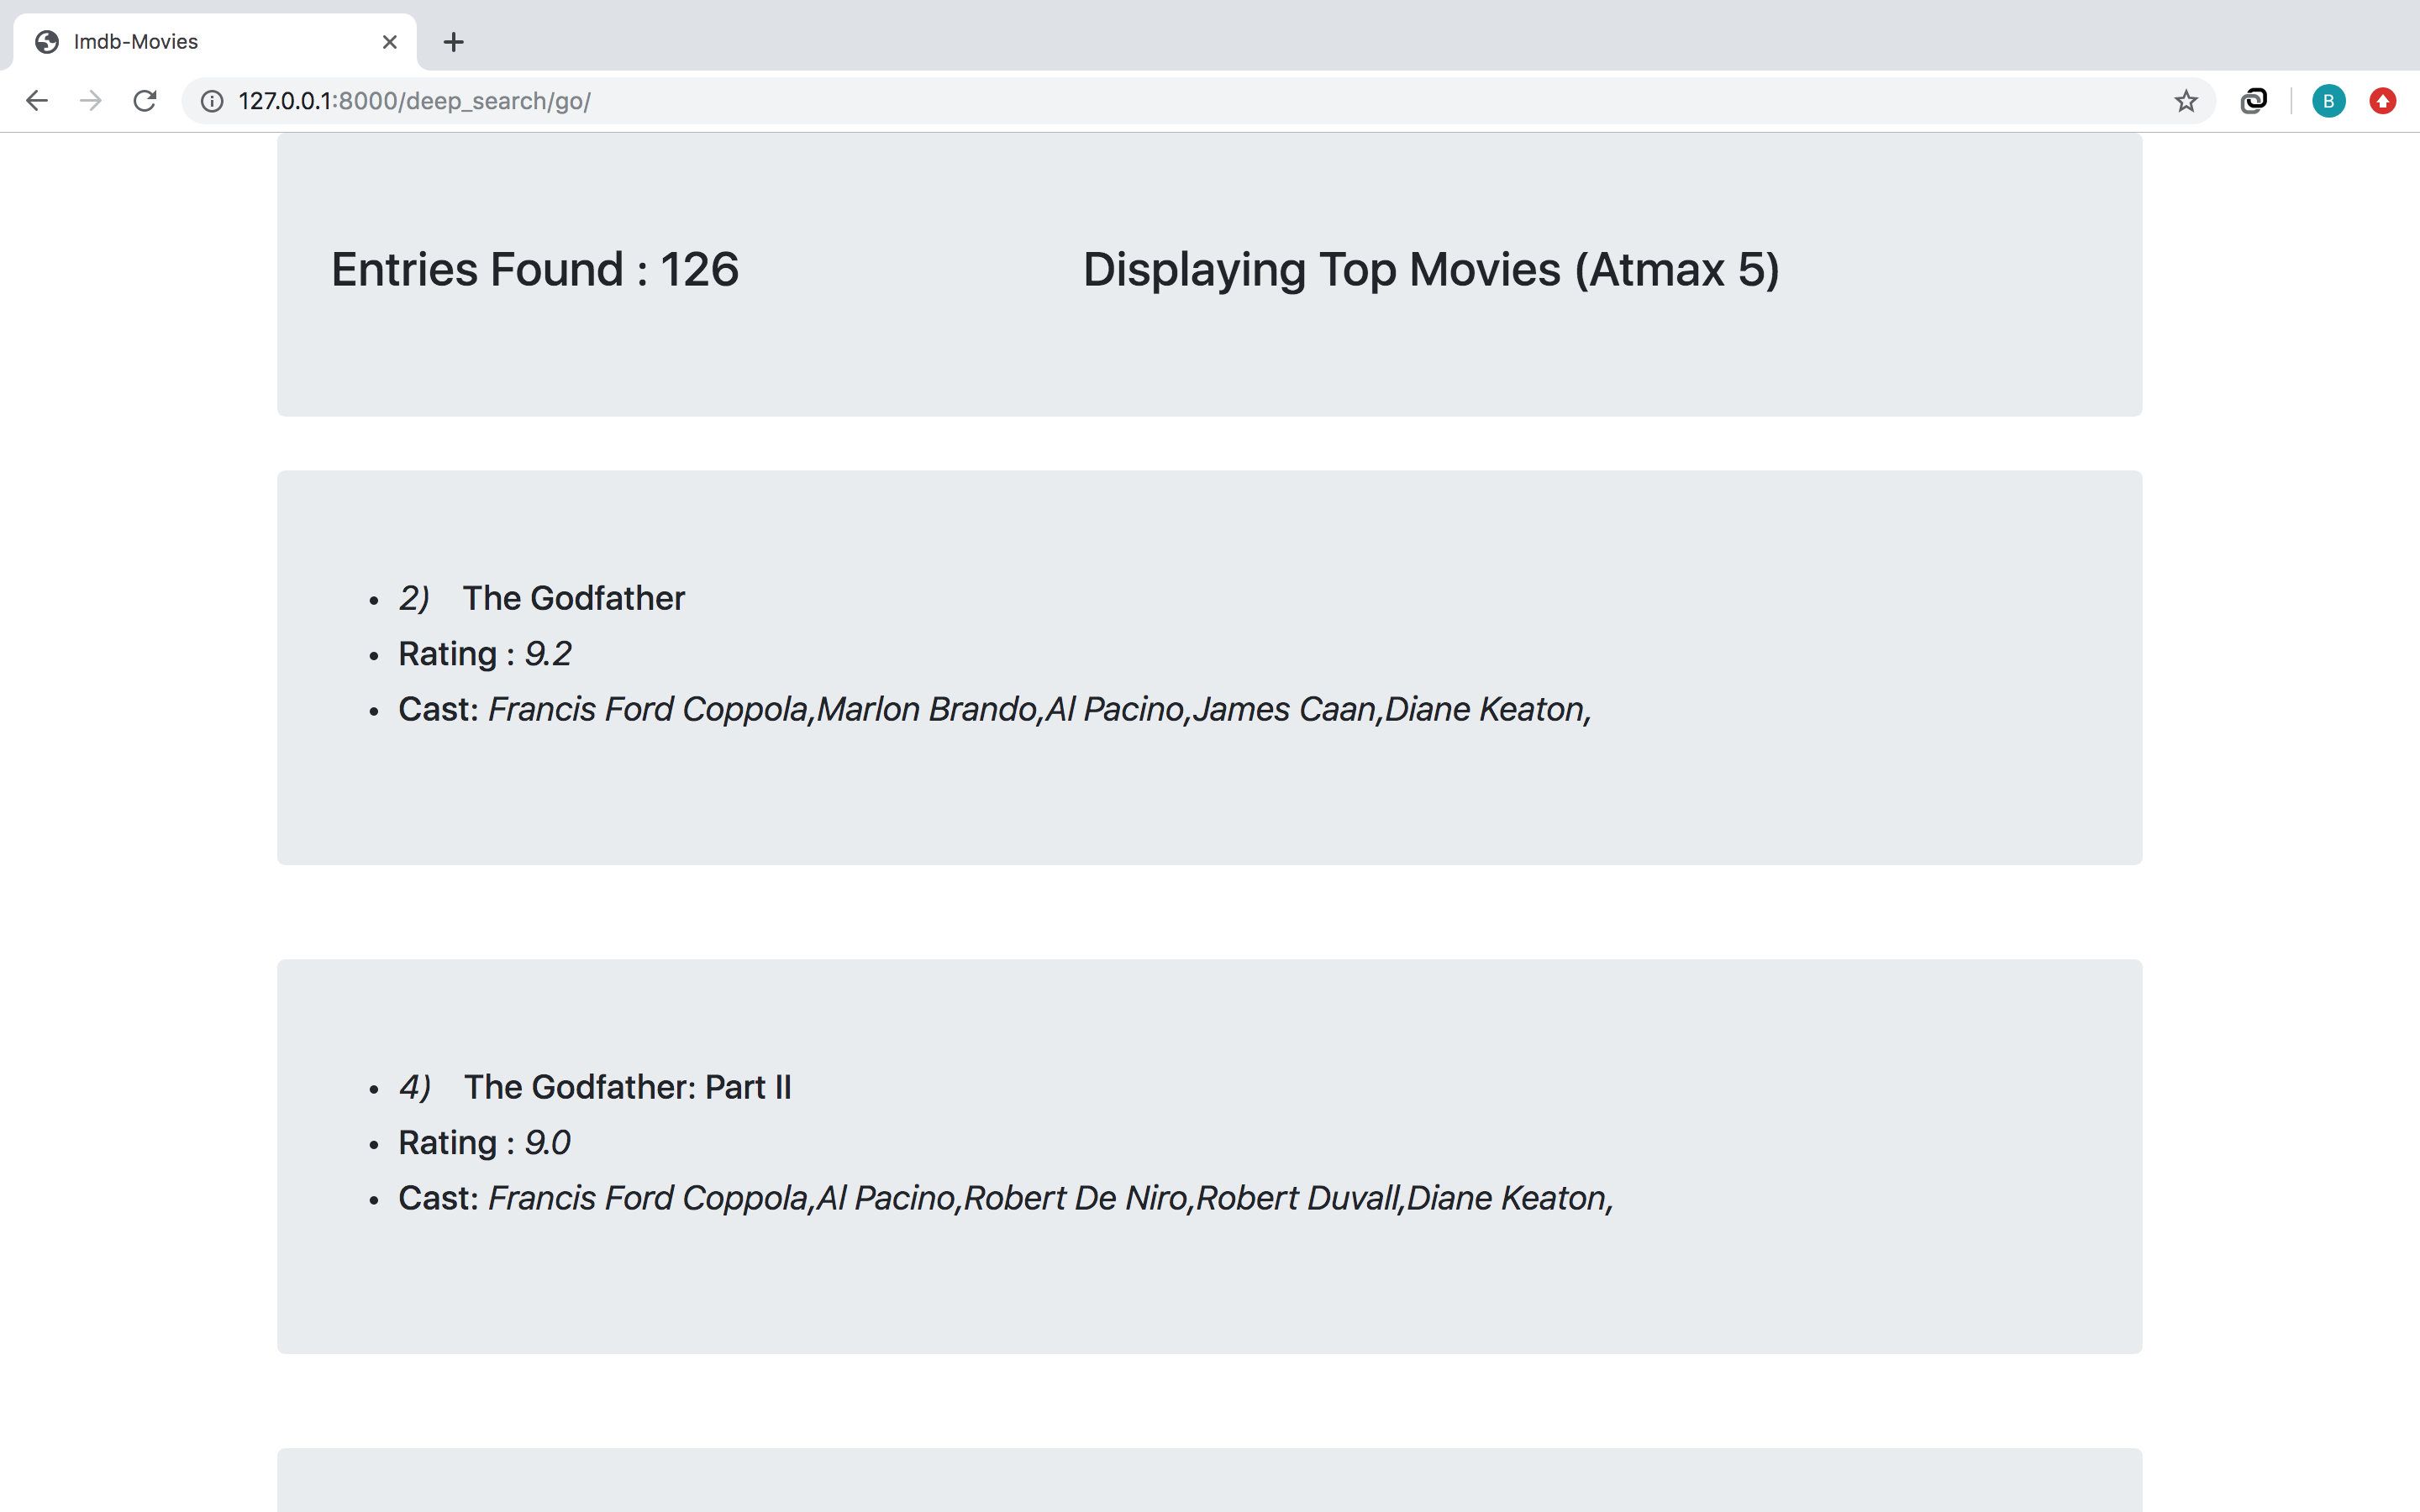 Imdb-Movies
127.0.0.1:8000/deep_search/go/
B
Entries Found : 126
Displaying Top Movies (Atmax 5)
• 2) The Godfather
• Rating : 9.2
• Cast: Francis Ford Coppola,Marlon Brando,Al Pacino,James Caan,Diane Keaton,
• 4) The Godfather: Part II
• Rating : 9.0
• Cast: Francis Ford Coppola,Al Pacino,Robert De Niro,Robert Duvall,Diane Keaton,